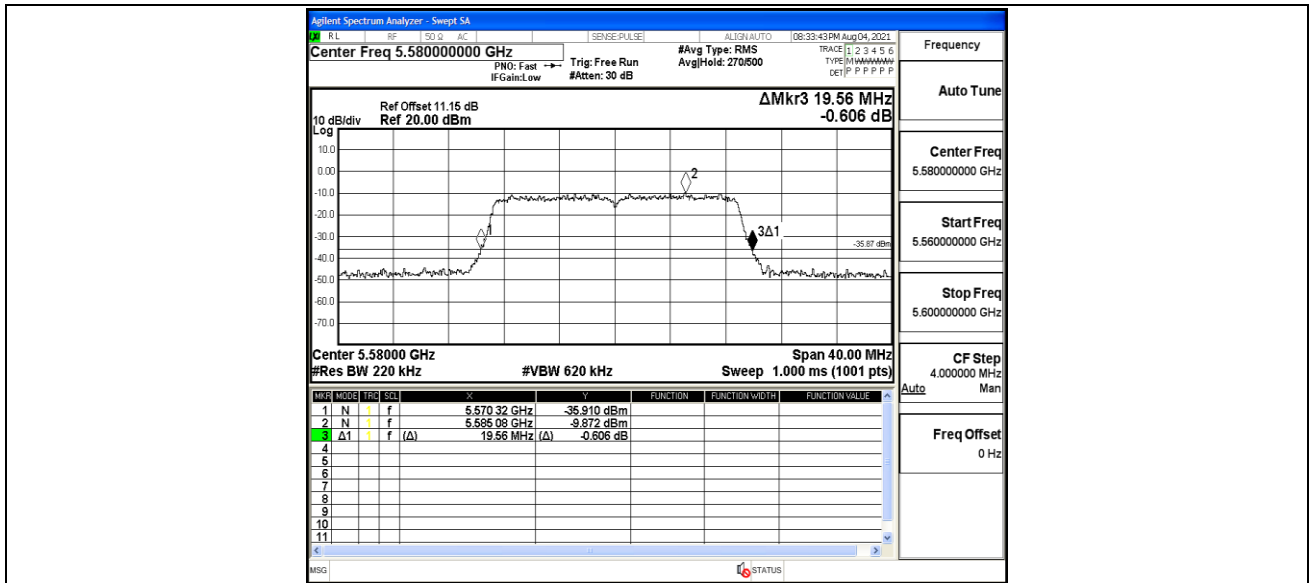 Agilent Spectrum Analyzer - Swept SA
RL RF 50 Ω AC SENSE:PULSE ALIGN AUTO 08:33:43 PM Aug 04, 2021
Center Freq 5.580000000 GHz
PNO: Fast
IFGain:Low
Trig: Free Run
#Atten: 30 dB
#Avg Type: RMS
Avg|Hold: 270/500
TRACE 1 2 3 4 5 6
TYPE M
DET P P P P P P
ΔMkr3 19.56 MHz
-0.606 dB
Ref Offset 11.15 dB
10 dB/div Ref 20.00 dBm
Log
10.0
0.00
-10.0
-20.0
-30.0
-40.0
-50.0
-60.0
-70.0
2
1
3Δ1
-35.87 dBm
Center 5.58000 GHz Span 40.00 MHz
#Res BW 220 kHz #VBW 620 kHz Sweep 1.000 ms (1001 pts)
MKR MODE TRC SCL X Y FUNCTION FUNCTION WIDTH FUNCTION VALUE
1 N 1 f 5.570 32 GHz -35.910 dBm
2 N 1 f 5.585 08 GHz -9.872 dBm
3 Δ1 1 f (Δ) 19.56 MHz (Δ) -0.606 dB
4
5
6
7
8
9
10
11
MSG STATUS
Frequency
Auto Tune
Center Freq
5.580000000 GHz
Start Freq
5.560000000 GHz
Stop Freq
5.600000000 GHz
CF Step
4.000000 MHz
Auto Man
Freq Offset
0 Hz